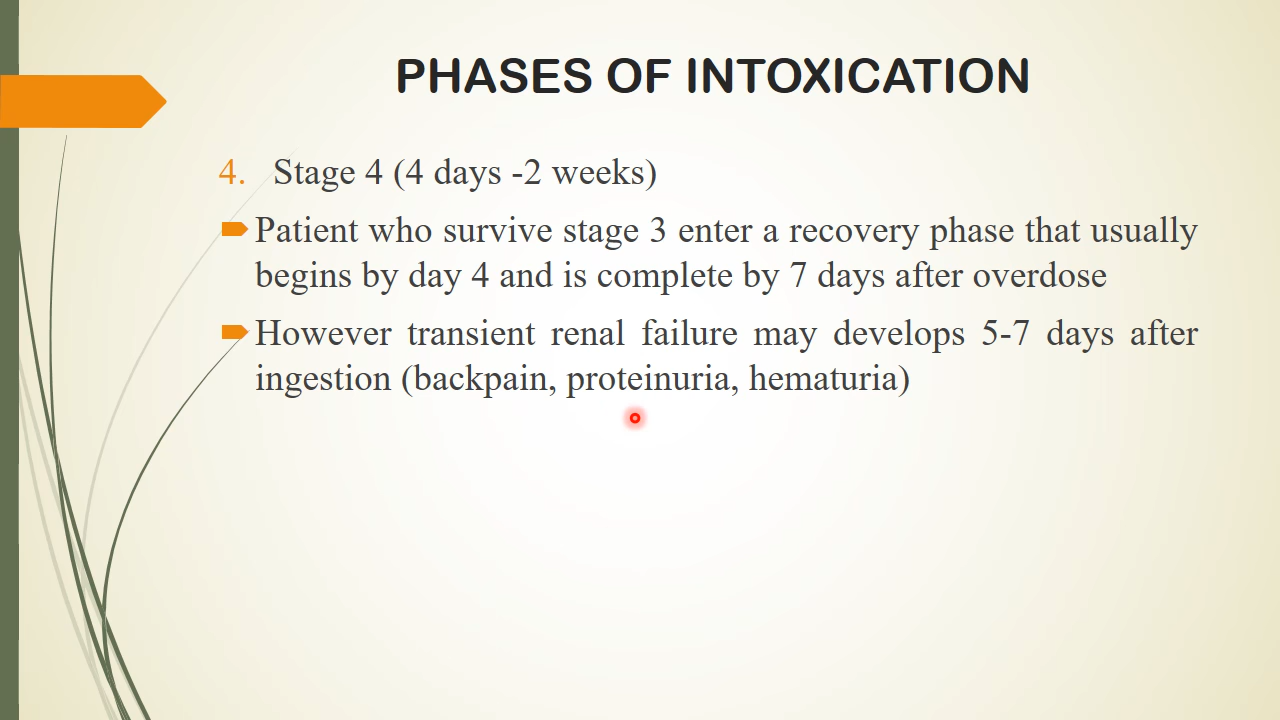 PHASES OF INTOXICATION
4. Stage 4 (4 days -2 weeks)
Patient who survive stage 3 enter a recovery phase that usually
begins by day 4 and is complete by 7 days after overdose
However transient renal failure may develops 5-7 days after
ingestion (backpain, proteinuria, hematuria)